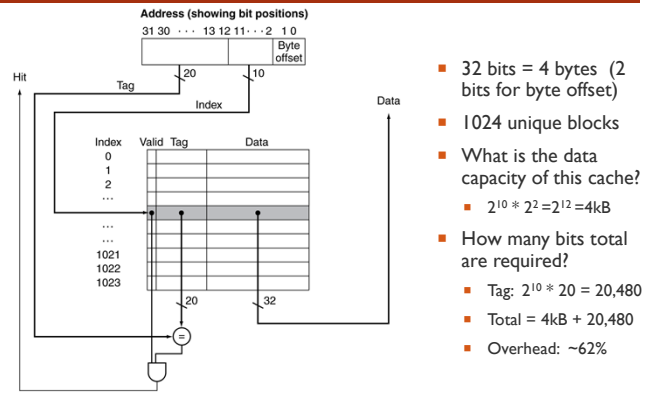 Address (showing bit positions)
31 30 ··· 13 12 11···2 1 0
Byte
offset
20
10
Hit
Tag
Index
Data
Index Valid Tag Data
0
1
2
...
...
...
1021
1022
1023
20
32
=
32 bits = 4 bytes (2
bits for byte offset)
1024 unique blocks
What is the data
capacity of this cache?
2¹⁰ * 2² =2¹² =4kB
How many bits total
are required?
Tag: 2¹⁰ * 20 = 20,480
Total = 4kB + 20,480
Overhead: ~62%